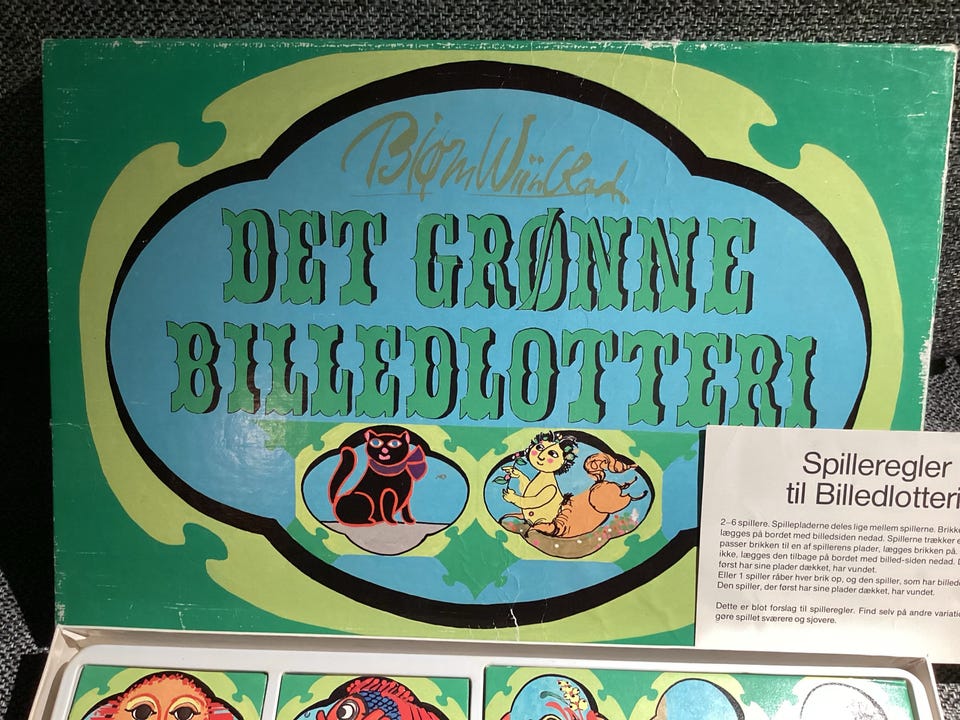 Bjørn Wiinblad
DET GRØNNE
BILLEDLOTTERI
Spilleregler
til Billedlotteri
2–6 spillere. Spillepladerne deles lige mellem spillerne. Brikk
lægges på bordet med billedsiden nedad. Spillerne trækker
passer brikken til en af spillerens plader, lægges brikken på.
ikke, lægges den tilbage på bordet med billed-siden nedad.
først har sine plader dækket, har vundet.
Eller 1 spiller råber hver brik op, og den spiller, som har billed
Den spiller, der først har sine plader dækket, har vundet.
Dette er blot forslag til spilleregler. Find selv på andre variati
gøre spillet sværere og sjovere.